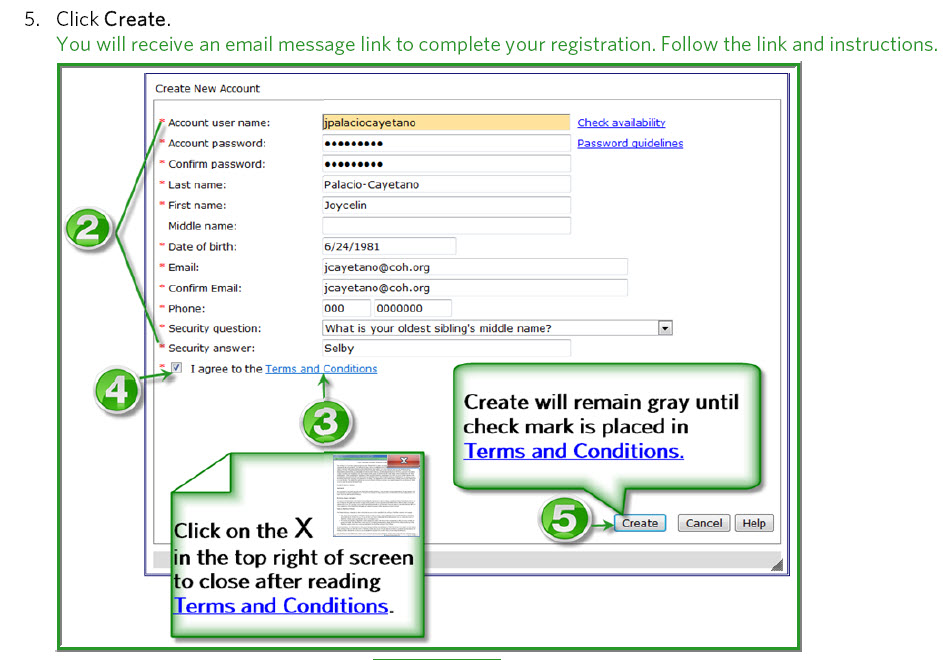 5. Click Create.
You will receive an email message link to complete your registration. Follow the link and instructions.
Create New Account
* Account user name: jpalaciocayetano Check availability
* Account password: ••••••••• Password guidelines
* Confirm password: •••••••••
* Last name: Palacio-Cayetano
* First name: Joycelin
Middle name:
* Date of birth: 6/24/1981
* Email: jcayetano@coh.org
* Confirm Email: jcayetano@coh.org
* Phone: 000 0000000
* Security question: What is your oldest sibling's middle name?
* Security answer: Selby
* I agree to the Terms and Conditions
2
4
3
Create will remain gray until
check mark is placed in
Terms and Conditions.
X
Click on the X
in the top right of screen
to close after reading
Terms and Conditions.
5
Create Cancel Help